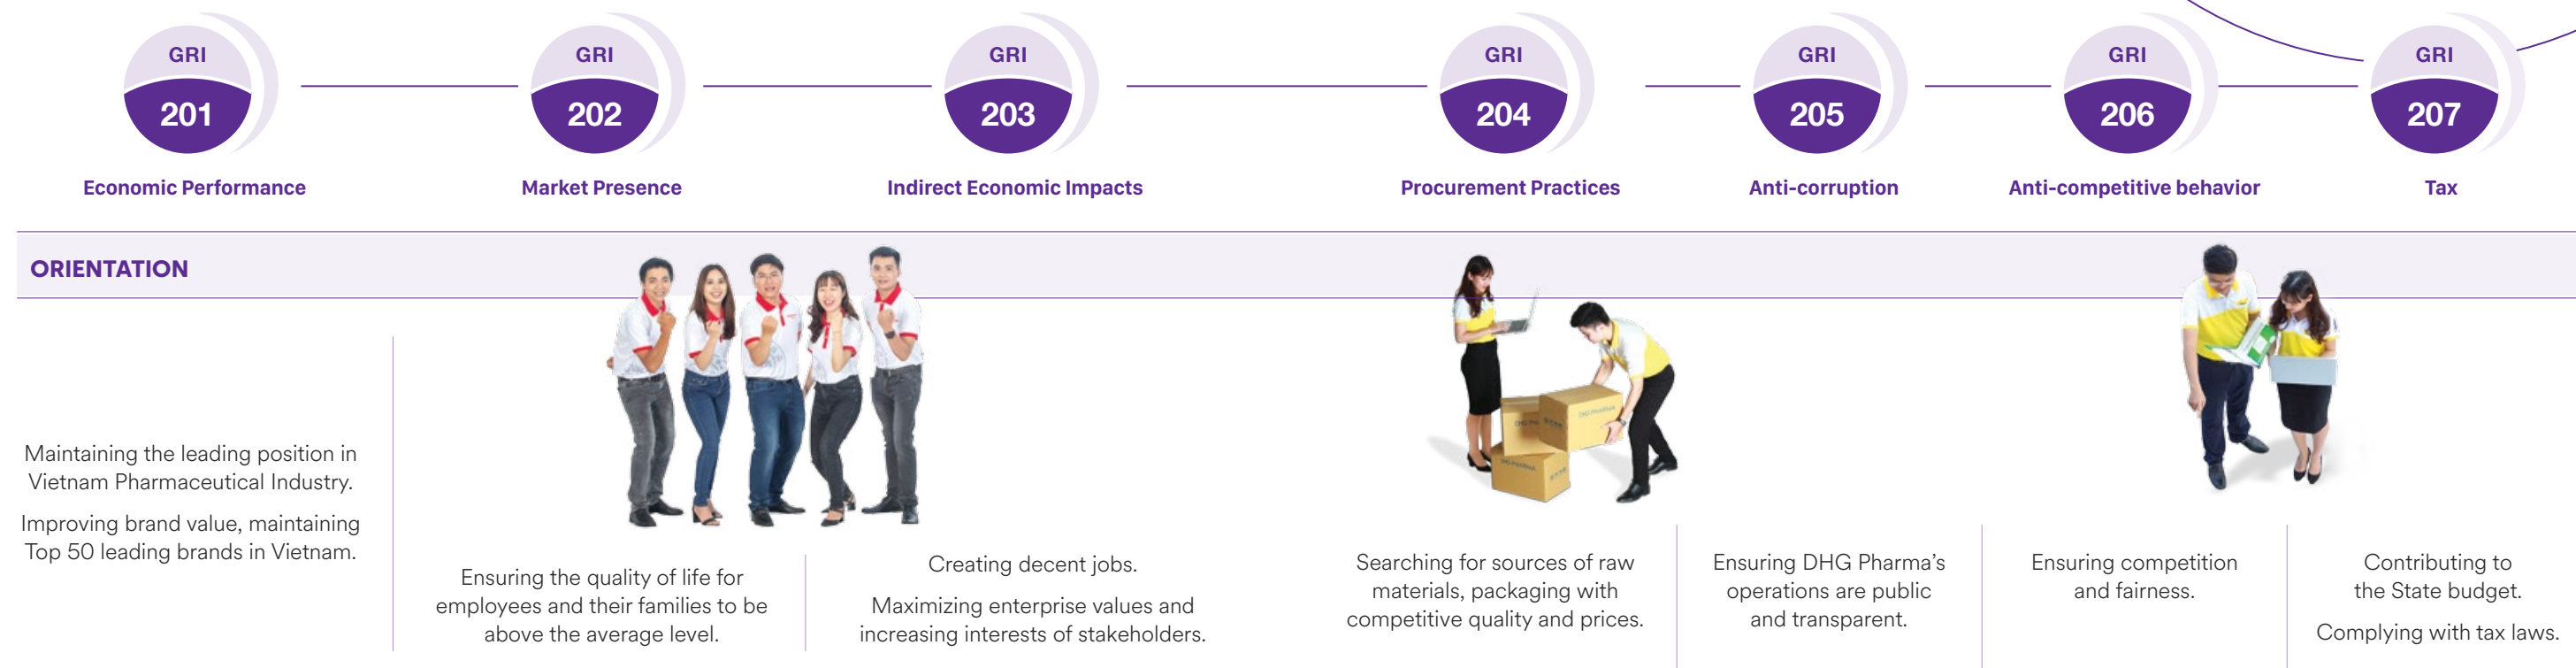 GRI
201
GRI
202
GRI
203
GRI
204
GRI
205
GRI
206
GRI
207
Economic Performance
Market Presence
Indirect Economic Impacts
Procurement Practices
Anti-corruption
Anti-competitive behavior
Tax
ORIENTATION
Maintaining the leading position in
Vietnam Pharmaceutical Industry.
Improving brand value, maintaining
Top 50 leading brands in Vietnam.
Ensuring the quality of life for
employees and their families to be
above the average level.
Creating decent jobs.
Maximizing enterprise values and
increasing interests of stakeholders.
DHG PHARMA
DHG PHARMA
Searching for sources of raw
materials, packaging with
competitive quality and prices.
Ensuring DHG Pharma's
operations are public
and transparent.
Ensuring competition
and fairness.
Contributing to
the State budget.
Complying with tax laws.